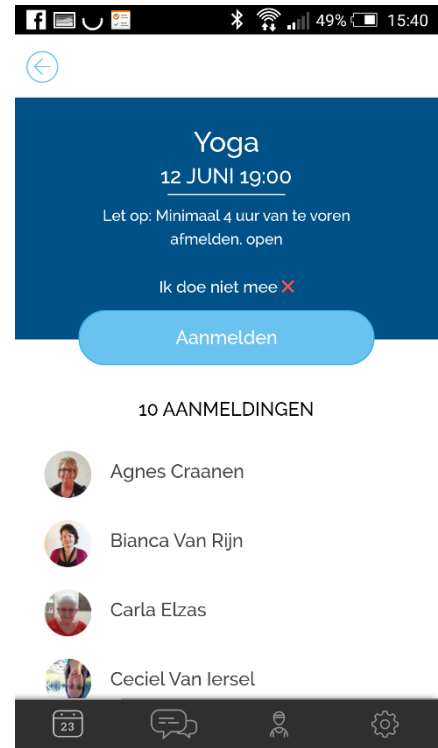 49% 15:40
Yoga
12 JUNI 19:00
Let op: Minimaal 4 uur van te voren
afmelden. open
Ik doe niet mee
Aanmelden
10 AANMELDINGEN
Agnes Craanen
Bianca Van Rijn
Carla Elzas
Ceciel Van Iersel
23